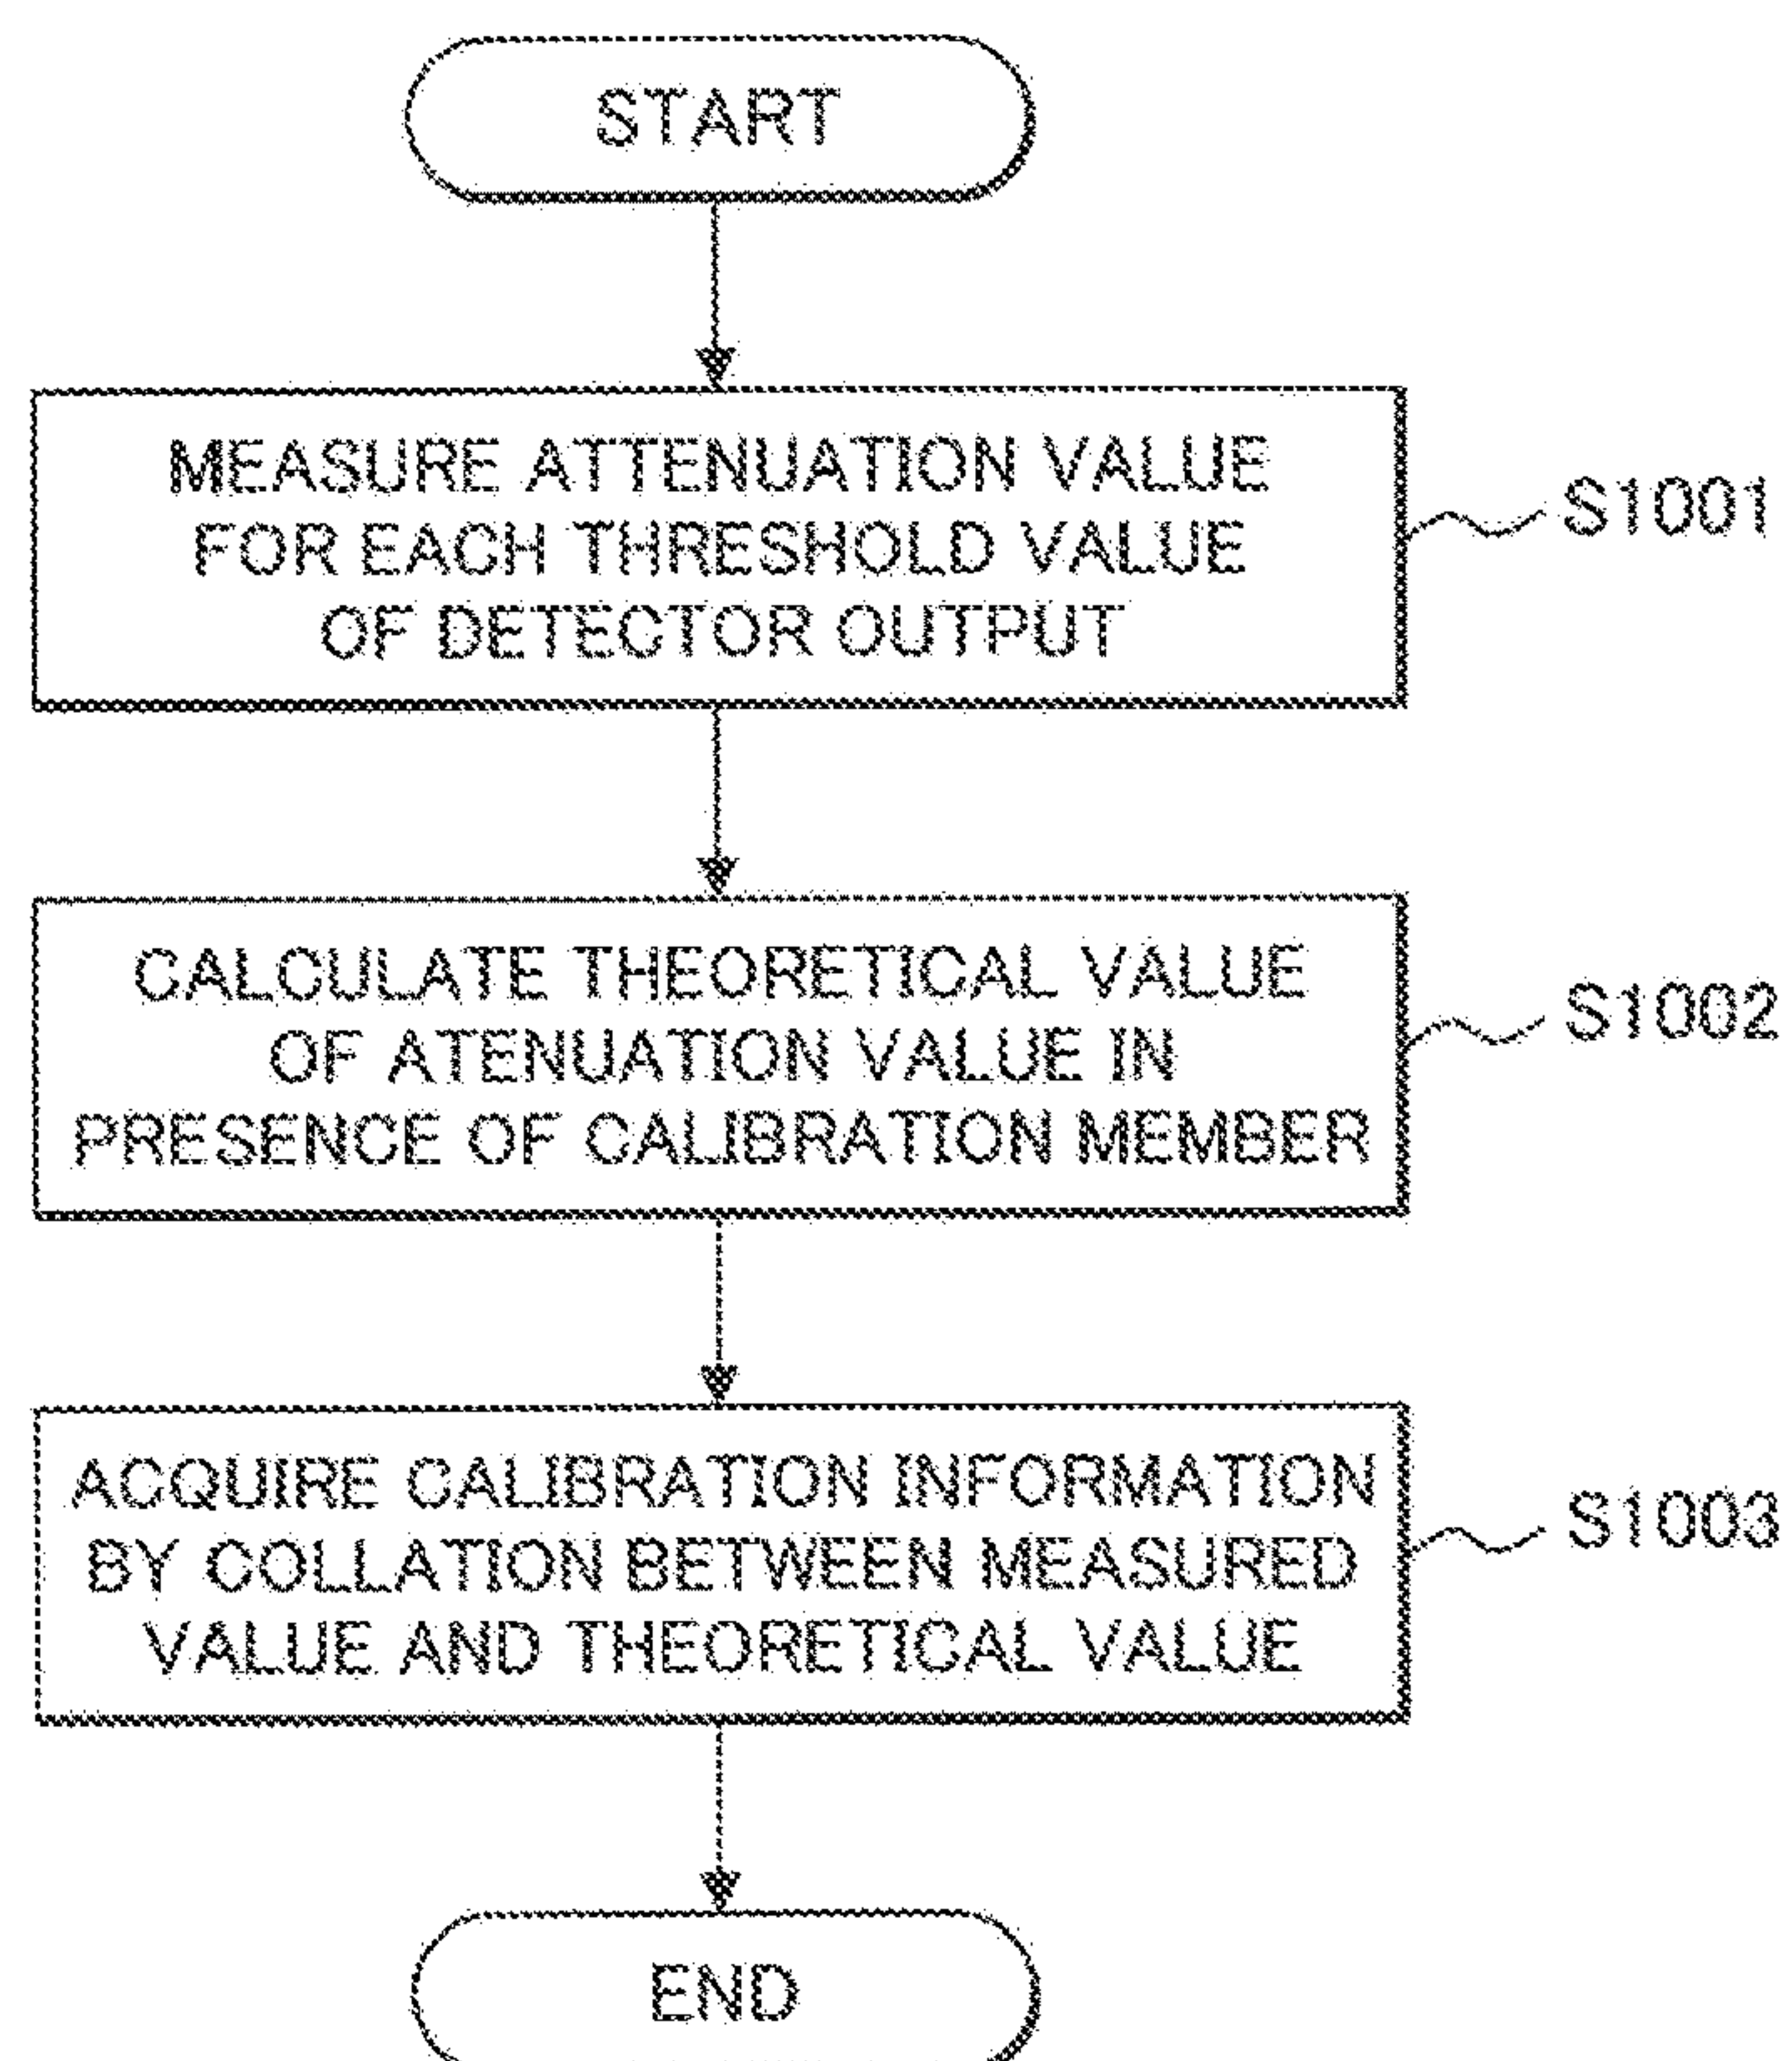 START
MEASURE ATTENUATION VALUE
FOR EACH THRESHOLD VALUE
OF DETECTOR OUTPUT
S1001
CALCULATE THEORETICAL VALUE
OF ATENUATION VALUE IN
PRESENCE OF CALIBRATION MEMBER
S1002
ACQUIRE CALIBRATION INFORMATION
BY COLLATION BETWEEN MEASURED
VALUE AND THEORETICAL VALUE
S1003
END